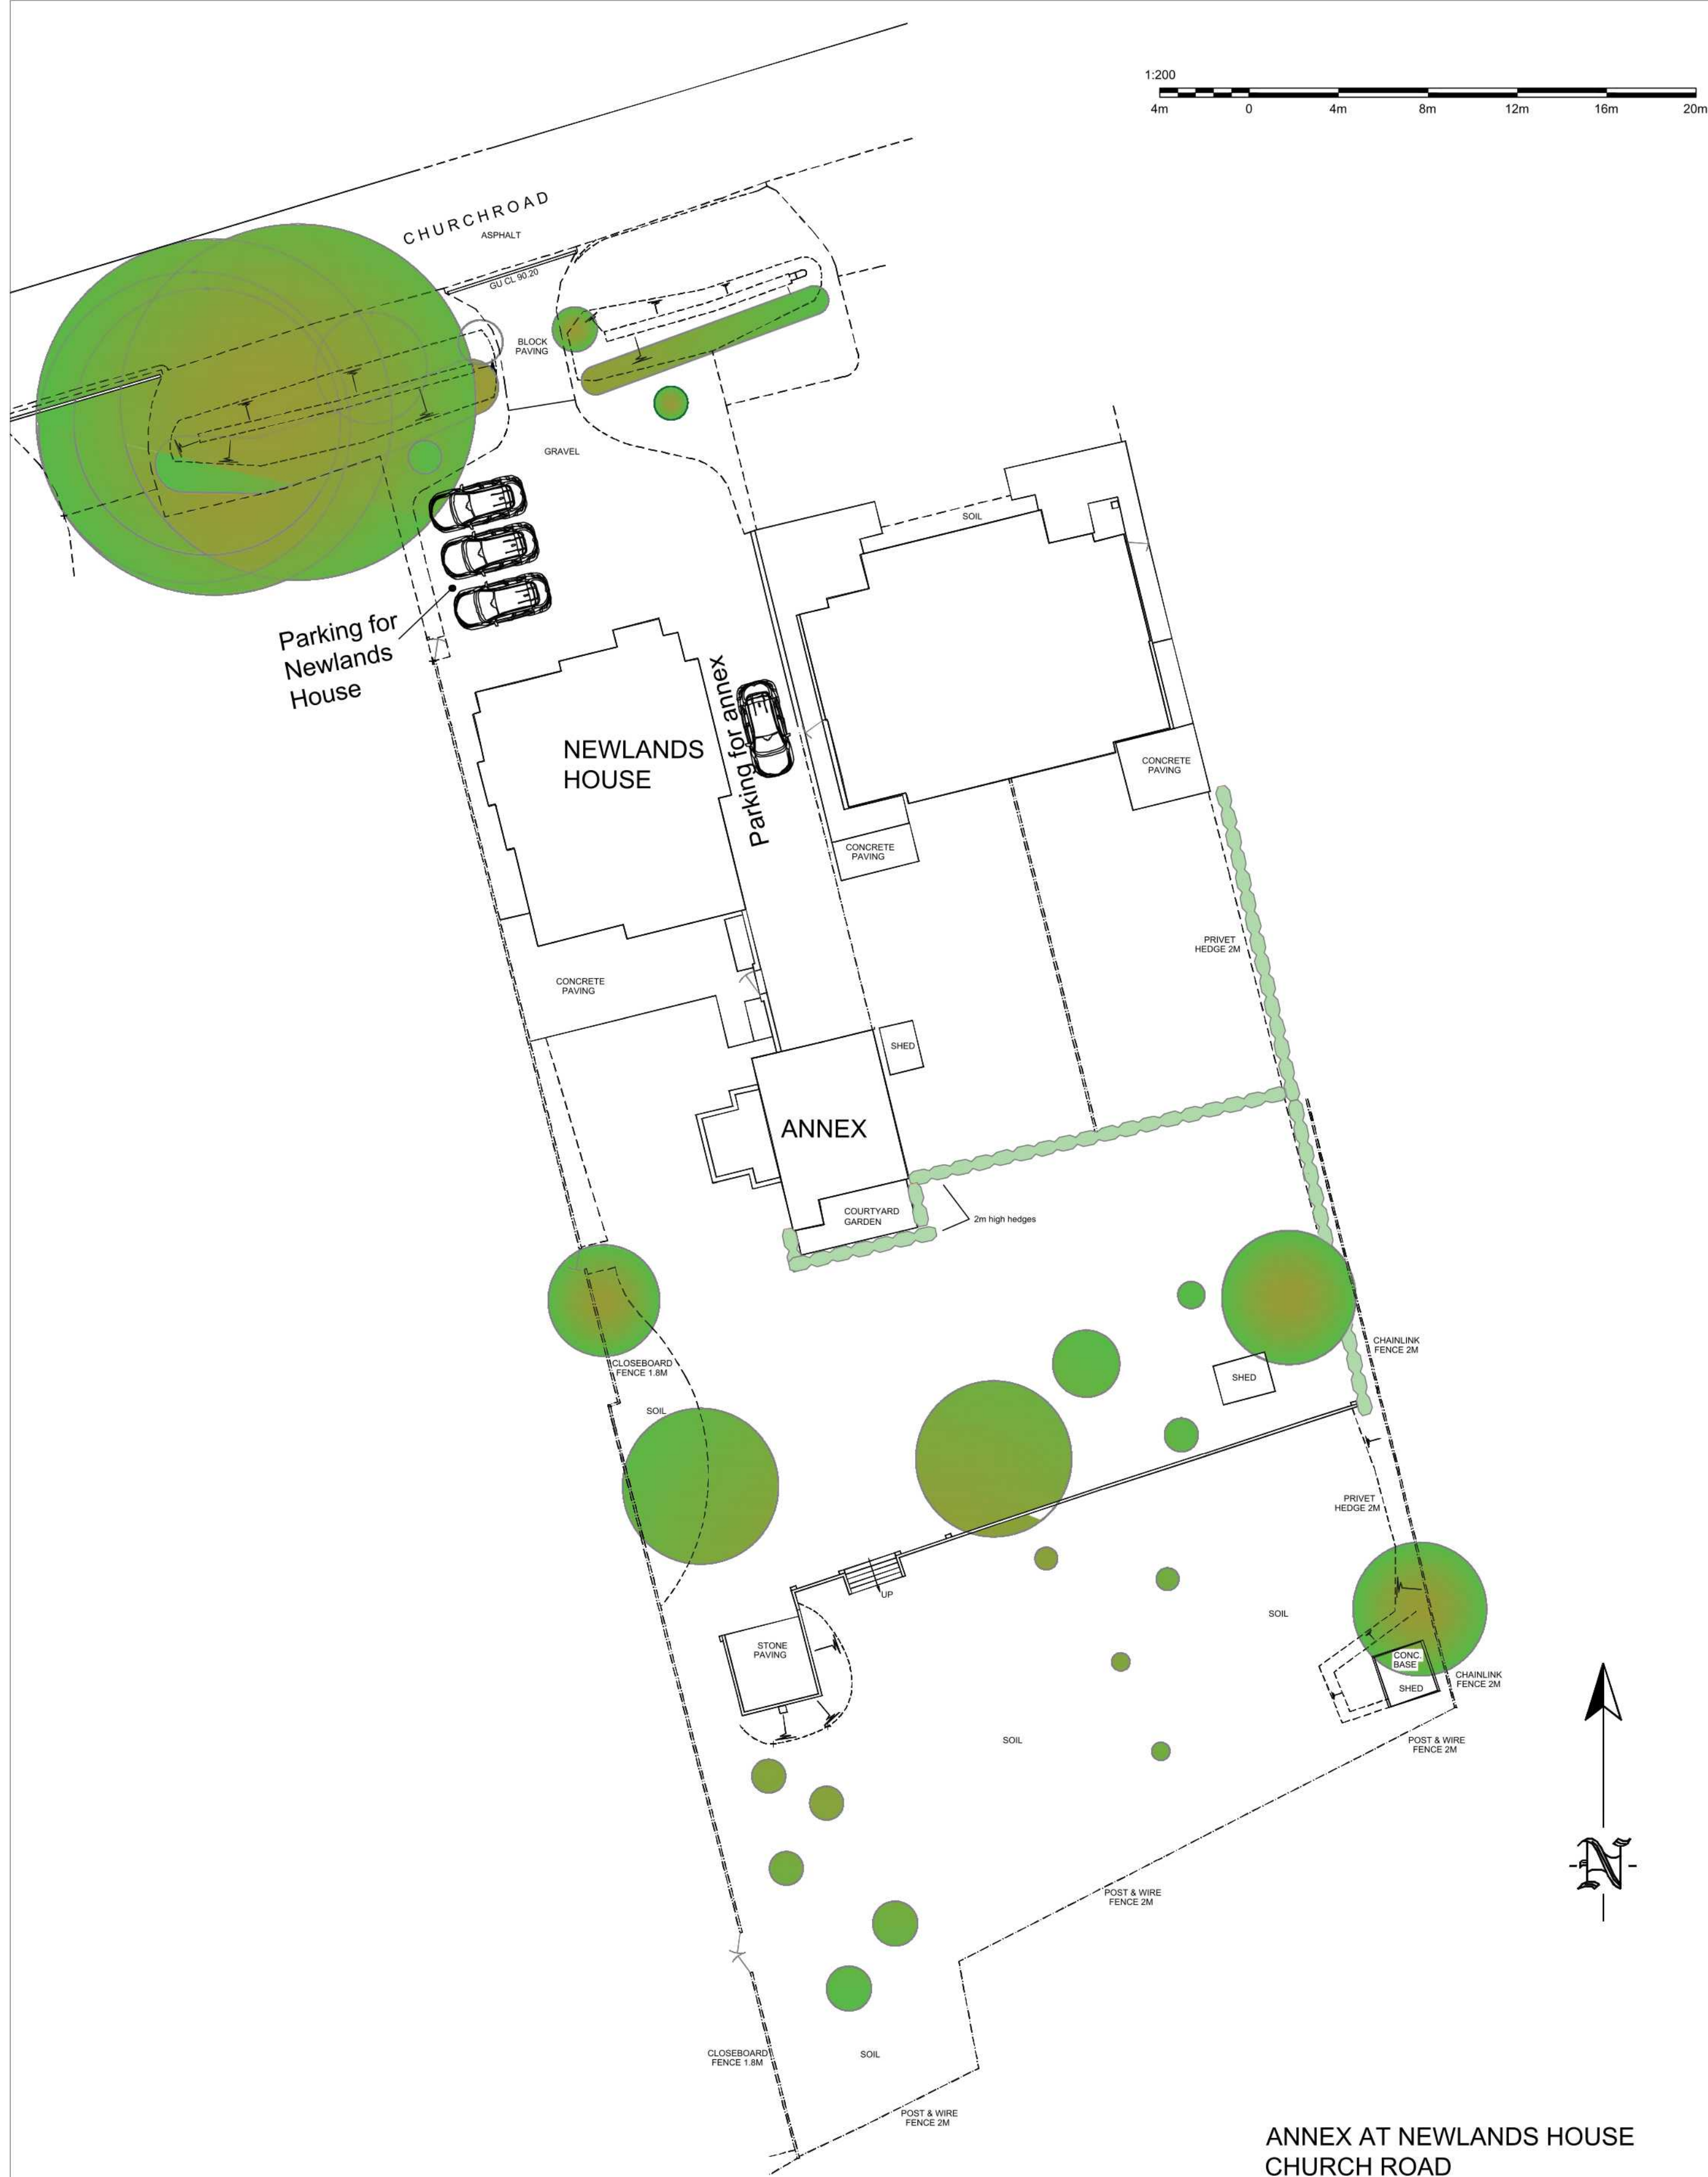 1:200
4m 0 4m 8m 12m 16m 20m
CHURCHROAD
ASPHALT
GU CL 90.20
BLOCK
PAVING
GRAVEL
SOIL
Parking for
Newlands
House
Parking for annex
NEWLANDS
HOUSE
CONCRETE
PAVING
CONCRETE
PAVING
PRIVET
HEDGE 2M
CONCRETE
PAVING
SHED
ANNEX
COURTYARD
GARDEN
2m high hedges
CHAINLINK
FENCE 2M
CLOSEBOARD
FENCE 1.8M
SHED
SOIL
PRIVET
HEDGE 2M
UP
SOIL
STONE
PAVING
CONC.
BASE
SHED
CHAINLINK
FENCE 2M
SOIL
POST & WIRE
FENCE 2M
N
POST & WIRE
FENCE 2M
CLOSEBOARD
FENCE 1.8M
SOIL
POST & WIRE
FENCE 2M
ANNEX AT NEWLANDS HOUSE
CHURCH ROAD